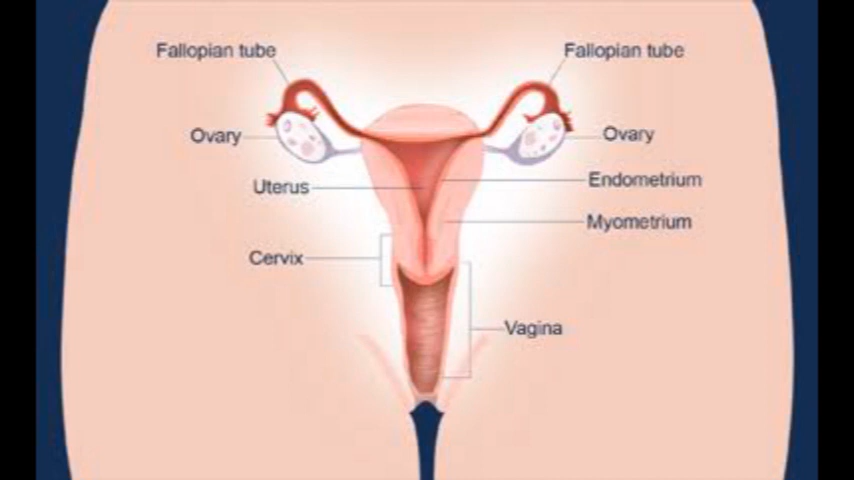 Fallopian tube
Fallopian tube
Ovary
Ovary
Uterus
Endometrium
Myometrium
Cervix
Vagina